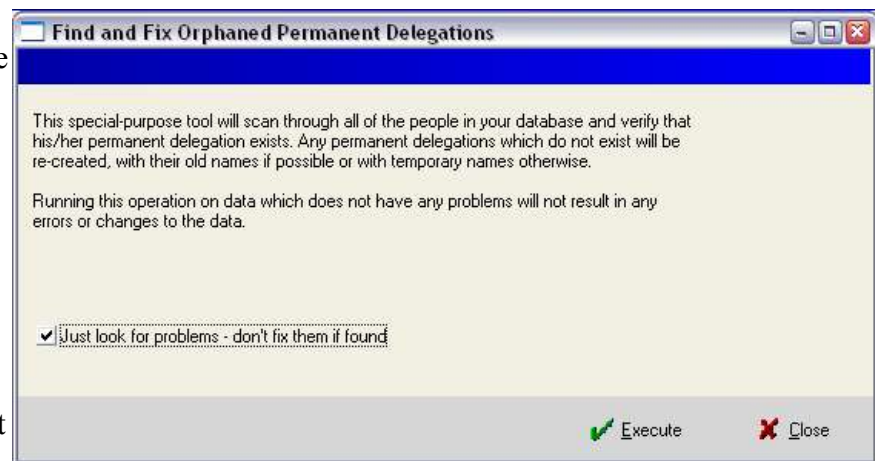 Find and Fix Orphaned Permanent Delegations
e
This special-purpose tool will scan through all of the people in your database and verify that
his/her permanent delegation exists. Any permanent delegations which do not exist will be
re-created, with their old names if possible or with temporary names otherwise.
Running this operation on data which does not have any problems will not result in any
errors or changes to the data.
Just look for problems - don't fix them if found
t
Execute
Close